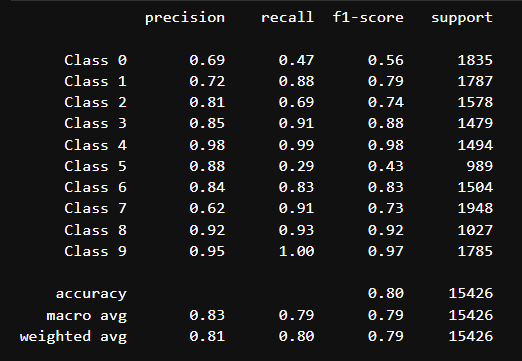 precision recall f1-score support
Class 0 0.69 0.47 0.56 1835
Class 1 0.72 0.88 0.79 1787
Class 2 0.81 0.69 0.74 1578
Class 3 0.85 0.91 0.88 1479
Class 4 0.98 0.99 0.98 1494
Class 5 0.88 0.29 0.43 989
Class 6 0.84 0.83 0.83 1504
Class 7 0.62 0.91 0.73 1948
Class 8 0.92 0.93 0.92 1027
Class 9 0.95 1.00 0.97 1785
accuracy 0.80 15426
macro avg 0.83 0.79 0.79 15426
weighted avg 0.81 0.80 0.79 15426